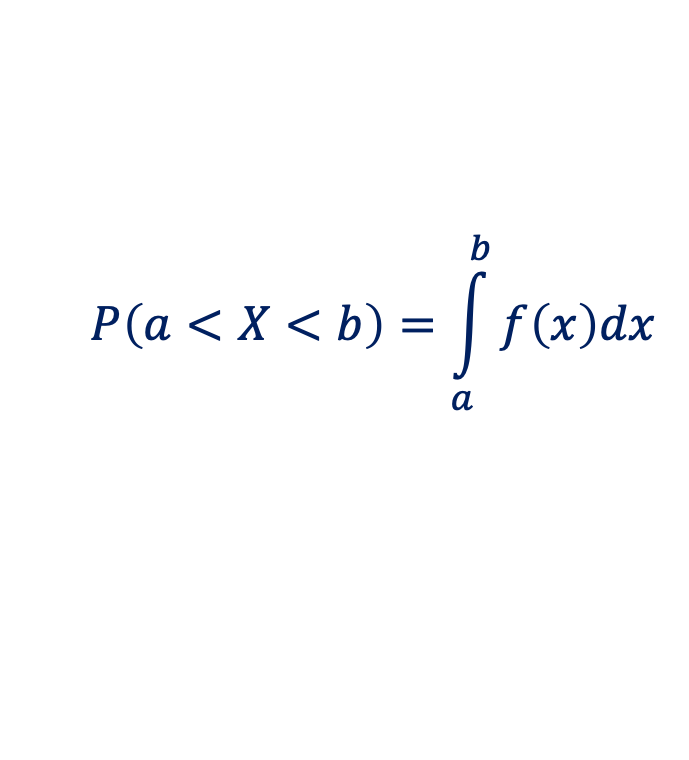 P(a < X < b) = ∫_a^b f(x)dx